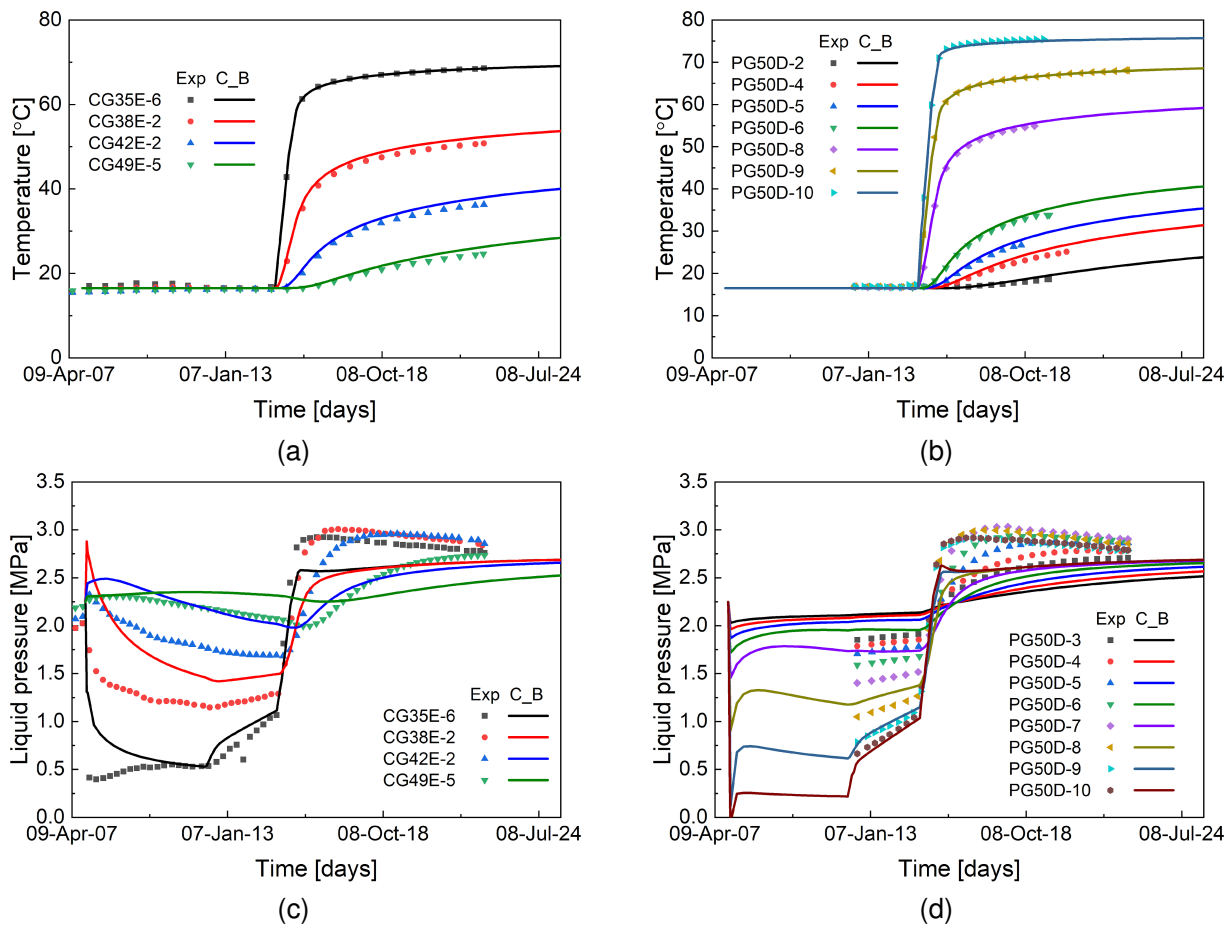 80
60
40
20
0
Temperature [°C]
Exp C_B
CG35E-6
CG38E-2
CG42E-2
CG49E-5
09-Apr-07 07-Jan-13 08-Oct-18 08-Jul-24
Time [days]
(a)
80
70
60
50
40
30
20
10
0
Temperature [°C]
Exp C_B
PG50D-2
PG50D-4
PG50D-5
PG50D-6
PG50D-8
PG50D-9
PG50D-10
09-Apr-07 07-Jan-13 08-Oct-18 08-Jul-24
Time [days]
(b)
3.5
3.0
2.5
2.0
1.5
1.0
0.5
0.0
Liquid pressure [MPa]
Exp C_B
CG35E-6
CG38E-2
CG42E-2
CG49E-5
09-Apr-07 07-Jan-13 08-Oct-18 08-Jul-24
Time [days]
(c)
3.5
3.0
2.5
2.0
1.5
1.0
0.5
0.0
Liquid pressure [MPa]
Exp C_B
PG50D-3
PG50D-4
PG50D-5
PG50D-6
PG50D-7
PG50D-8
PG50D-9
PG50D-10
09-Apr-07 07-Jan-13 08-Oct-18 08-Jul-24
Time [days]
(d)